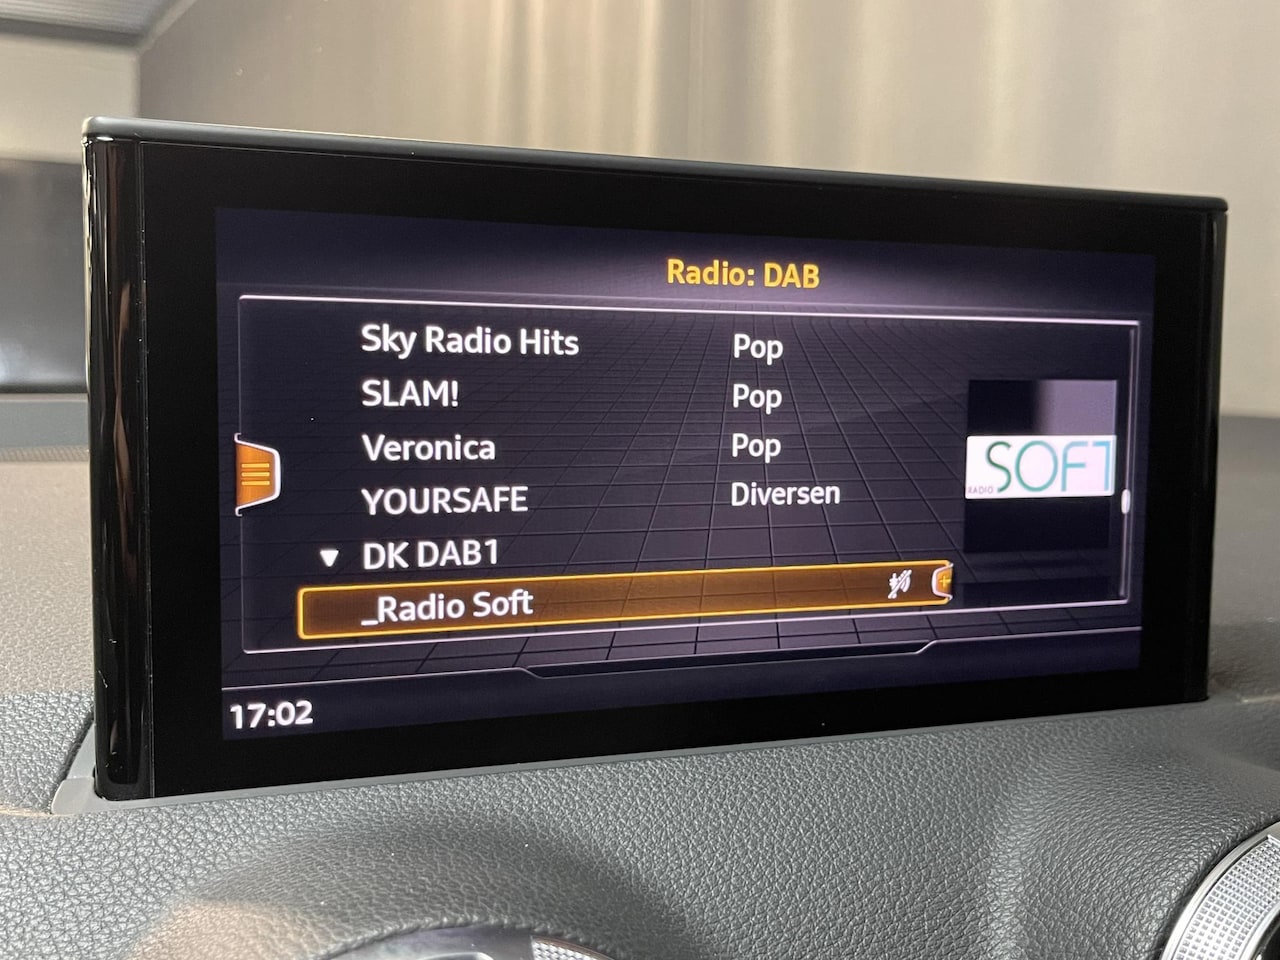 Radio: DAB
Sky Radio Hits Pop
SLAM! Pop
Veronica Pop
YOURSAFE Diversen
DK DAB1
_Radio Soft
RADIO SOFT
17:02